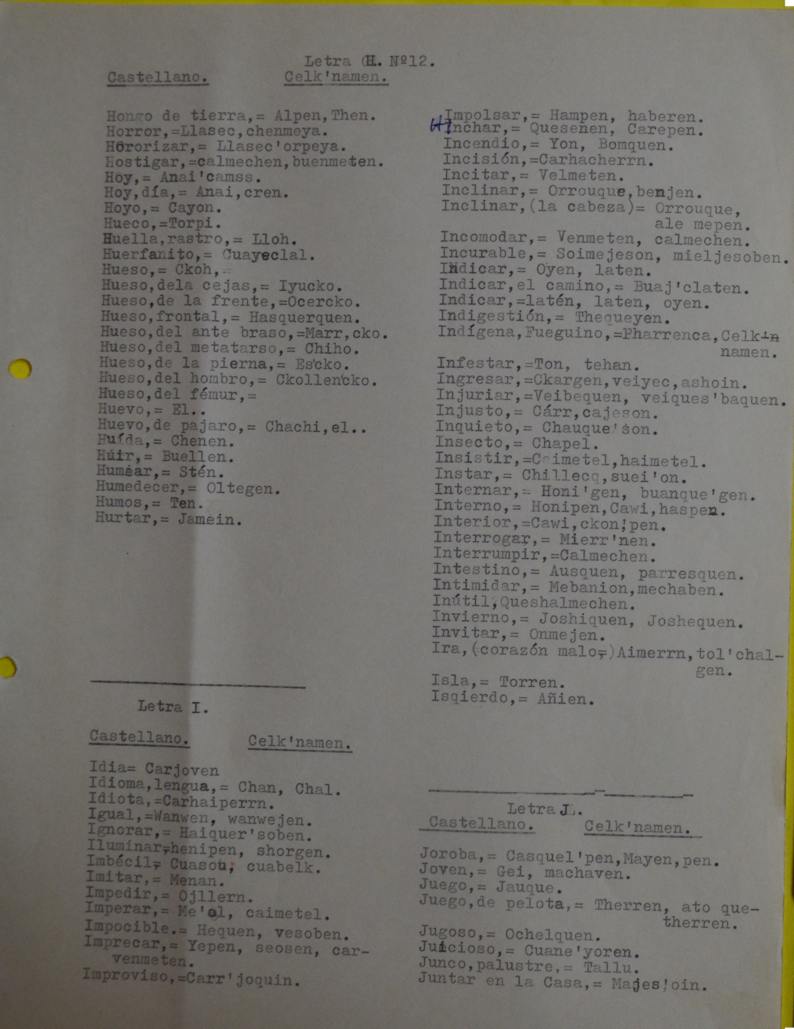 Letra H. Nº12.
Castellano. Celk'namen.
Hongo de tierra,= Alpen,Then.
Horror,=Llasec,chenmoya.
Hororizar,= Llasec'orpeya.
Hostigar,=calmechen,buenmeten.
Hoy,= Anai'camss.
Hoy,día,= Anai,cren.
Hoyo,= Cayon.
Hueco,=Torpi.
Huella,rastro,= Lloh.
Huerfanito,= Cuayeclal.
Hueso,= Ckoh,
Hueso,dela cejas,= Iyucko.
Hueso,de la frente,=Ocercko.
Hueso,frontal,= Hasquerquen.
Hueso,del ante braso,=Marr,cko.
Hueso,del metatarso,= Chiho.
Hueso,de la pierna,= Escko.
Hueso,del hombro,= Ckollencko.
Hueso,del fémur,=
Huevo,= El..
Huevo,de pajaro,= Chachi,el..
Huída,= Chenen.
Húir,= Buellen.
Huméar,= Stén.
Humedecer,= Oltegen.
Humos,= Ten.
Hurtar,= Jamein.
Letra I.
Castellano. Celk'namen.
Idia= Carjoven
Idioma,lengua,= Chan, Chal.
Idiota,=Carhaiperrn.
Igual,=Wanwen, wanwejen.
Ignorar,= Haiquer'soben.
Iluminar,henipen, shorgen.
Imbécil, Cuasou, cuabelk.
Imitar,= Menan.
Impedir,= Ojllern.
Imperar,= Me'ol, caimetel.
Impocible.= Hequen, vesoben.
Imprecar,= Yepen, seosen, car-
venmeten.
Improviso,=Carr'joquin.
Impolsar,= Hampen, haberen.
(H)Inchar,= Quesenen, Carepen.
Incendio,= Yon, Bomquen.
Incisión,=Carhacherrn.
Incitar,= Velmeten.
Inclinar,= Orrouque,benjen.
Inclinar,(la cabeza)= Orrouque,
ale mepen.
Incomodar,= Venmeten, calmechen.
Incurable,= Soimejeson, mieljesoben.
Indicar,= Oyen, laten.
Indicar,el camino,= Buaj'claten.
Indicar,=latén, laten, oyen.
Indigestión,= Thequeyen.
Indígena,Fueguino,=Pharrenca,Celk-
namen.
Infestar,=Ton, tehan.
Ingresar,=Ckargen,veiyec,ashoin.
Injuriar,=Veibequen, veiques'baquen.
Injusto,= Cárr,cajeson.
Inquieto,= Chauque'son.
Insecto,= Chapel.
Insistir,=Caimetel,haimetel.
Instar,= Chillecq,suei'on.
Internar,= Honi'gen, buanque'gen.
Interno,= Honipen,Cawi,haspen.
Interior,=Cawi,ckon,pen.
Interrogar,= Mierr'nen.
Interrumpir,=Calmechen.
Intestino,= Ausquen, parresquen.
Intimidar,= Mebanion,mechaben.
Inútil,Queshalmechen.
Invierno,= Joshiquen, Joshequen.
Invitar,= Onmejen.
Ira,(corazón malo,)Aimerrn,tol'chal-
gen.
Isla,= Torren.
Isqierdo,= Añien.
Letra J.
Castellano. Celk'namen.
Joroba,= Casquel'pen,Mayen,pen.
Joven,= Gei, machaven.
Juego,= Jauque.
Juego,de pelota,= Therren, ato que-
therren.
Jugoso,= Ochelquen.
Juicioso,= Cuane'yoren.
Junco,palustre,= Tallu.
Juntar en la Casa,= Majes'oin.